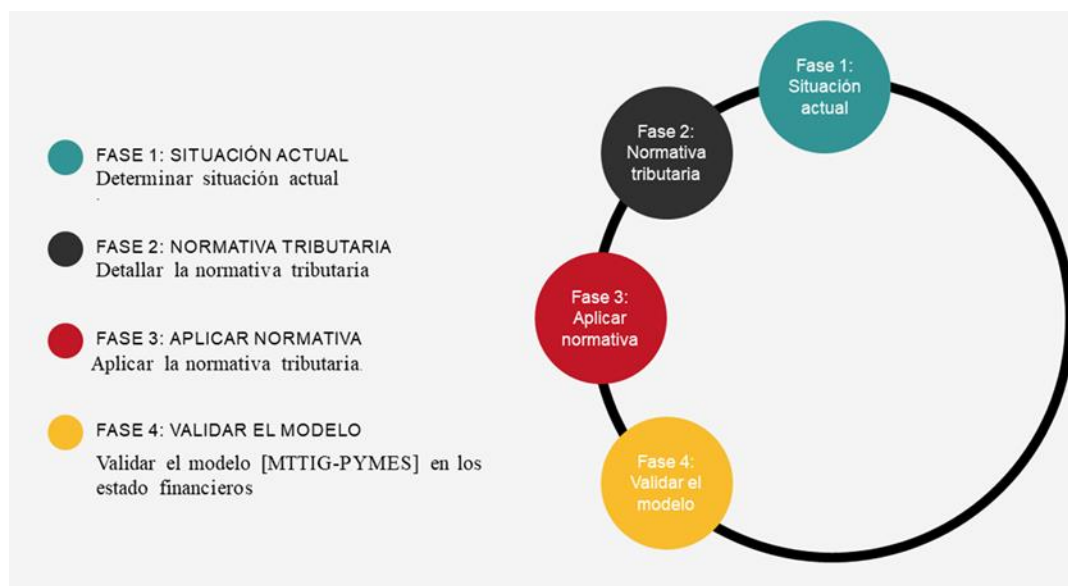 FASE 1: SITUACIÓN ACTUAL
Determinar situación actual
.
FASE 2: NORMATIVA TRIBUTARIA
Detallar la normativa tributaria
FASE 3: APLICAR NORMATIVA
Aplicar la normativa tributaria.
FASE 4: VALIDAR EL MODELO
Validar el modelo [MTTIG-PYMES] en los
estado financieros
Fase 1:
Situación
actual
Fase 2:
Normativa
tributaria
Fase 3:
Aplicar
normativa
Fase 4:
Validar el
modelo